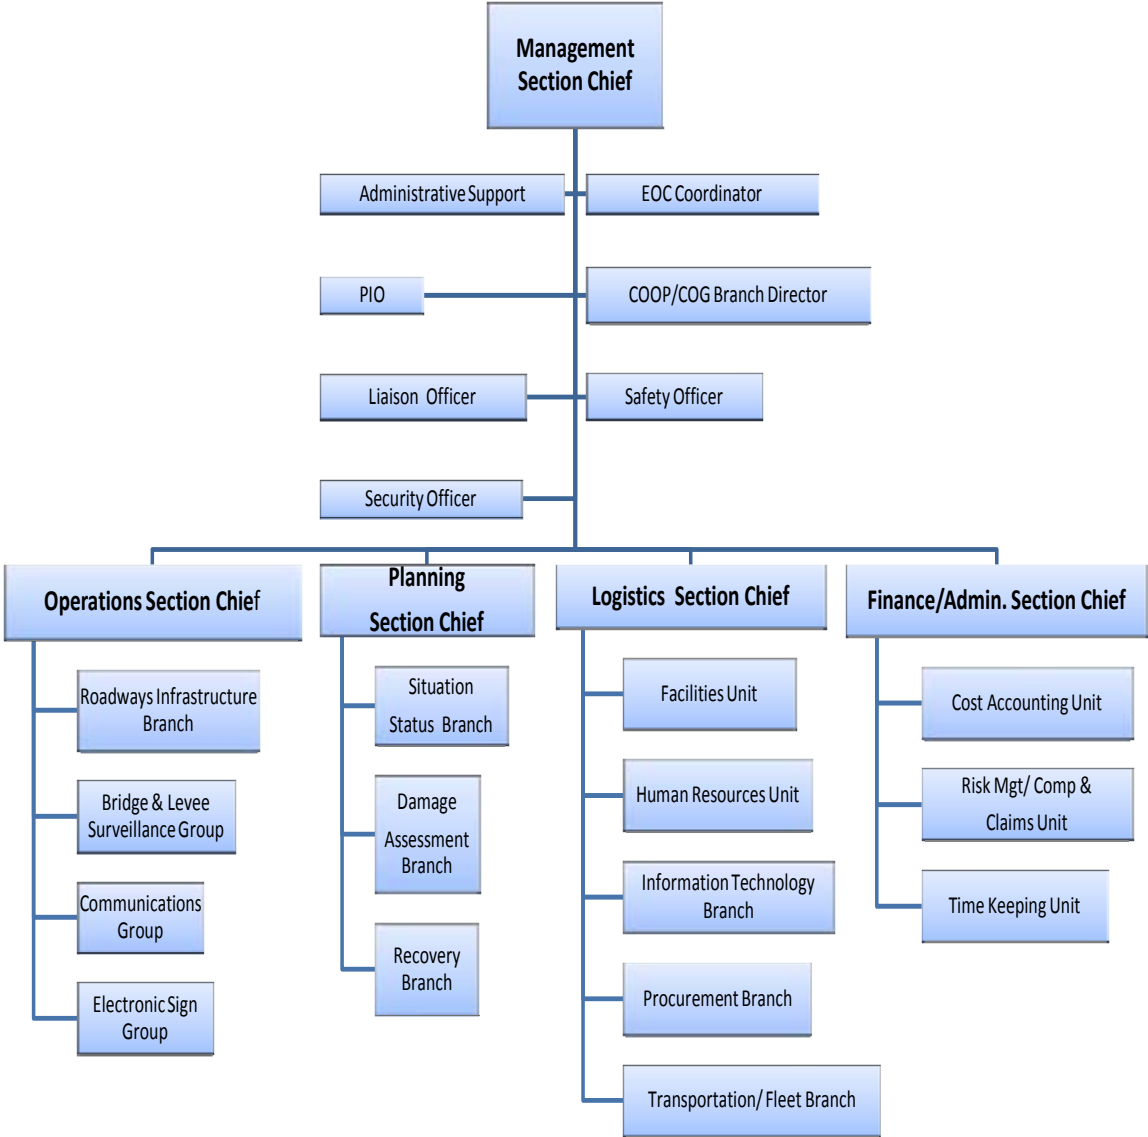 Management
Section Chief
Administrative Support
EOC Coordinator
PIO
COOP/COG Branch Director
Liaison Officer
Safety Officer
Security Officer
Operations Section Chief
Roadways Infrastructure
Branch
Bridge & Levee
Surveillance Group
Communications
Group
Electronic Sign
Group
Planning
Section Chief
Situation
Status Branch
Damage
Assessment
Branch
Recovery
Branch
Logistics Section Chief
Facilities Unit
Human Resources Unit
Information Technology
Branch
Procurement Branch
Transportation/ Fleet Branch
Finance/Admin. Section Chief
Cost Accounting Unit
Risk Mgt/ Comp &
Claims Unit
Time Keeping Unit